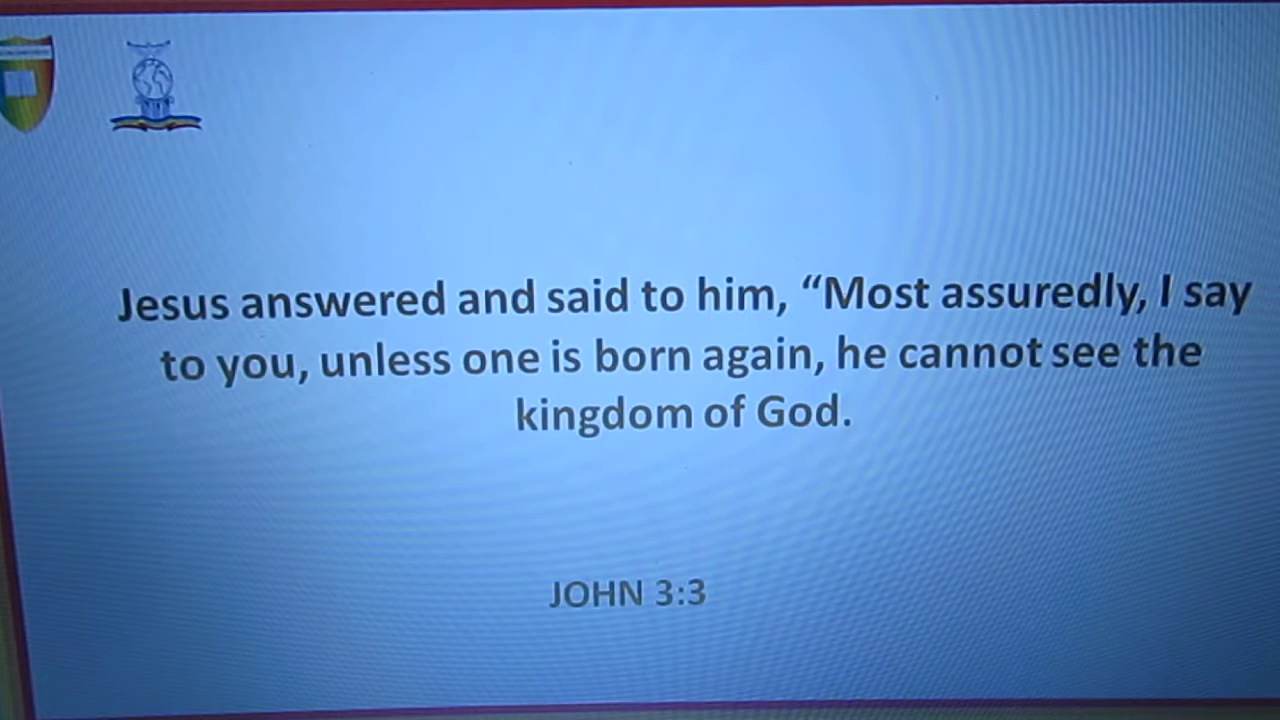 Jesus answered and said to him, “Most assuredly, I say
to you, unless one is born again, he cannot see the
kingdom of God.
JOHN 3:3